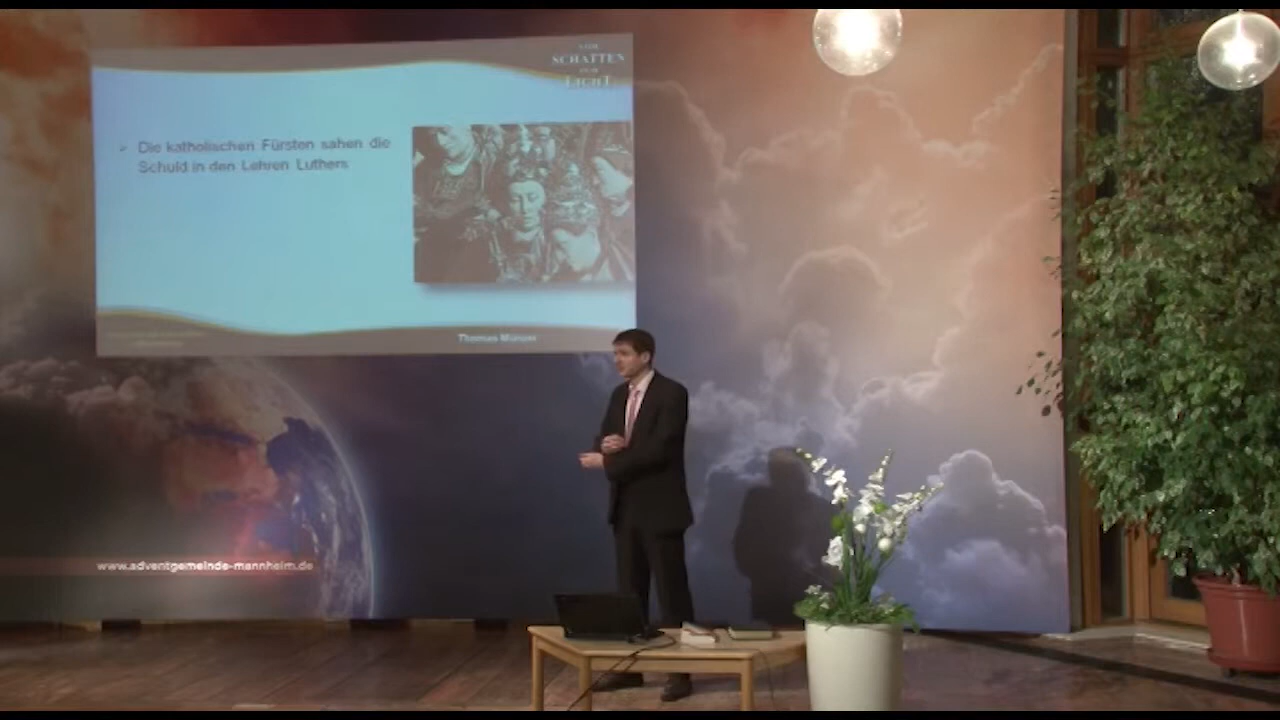 VOM
SCHATTEN
ZUM
LICHT
Die katholischen Fürsten sahen die
Schuld in den Lehren Luthers
Thomas Münzer
www.adventgemeinde-mannheim.de